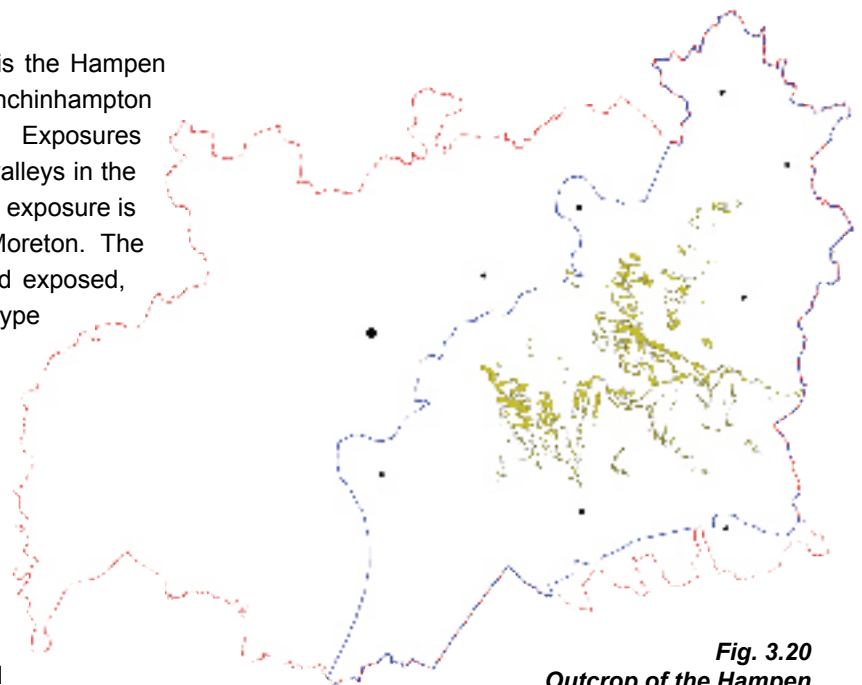 is the Hampen
nchinhampton
Exposures
valleys in the
exposure is
Moreton. The
d exposed,
ype
Fig. 3.20
Outcrop of the Hampen